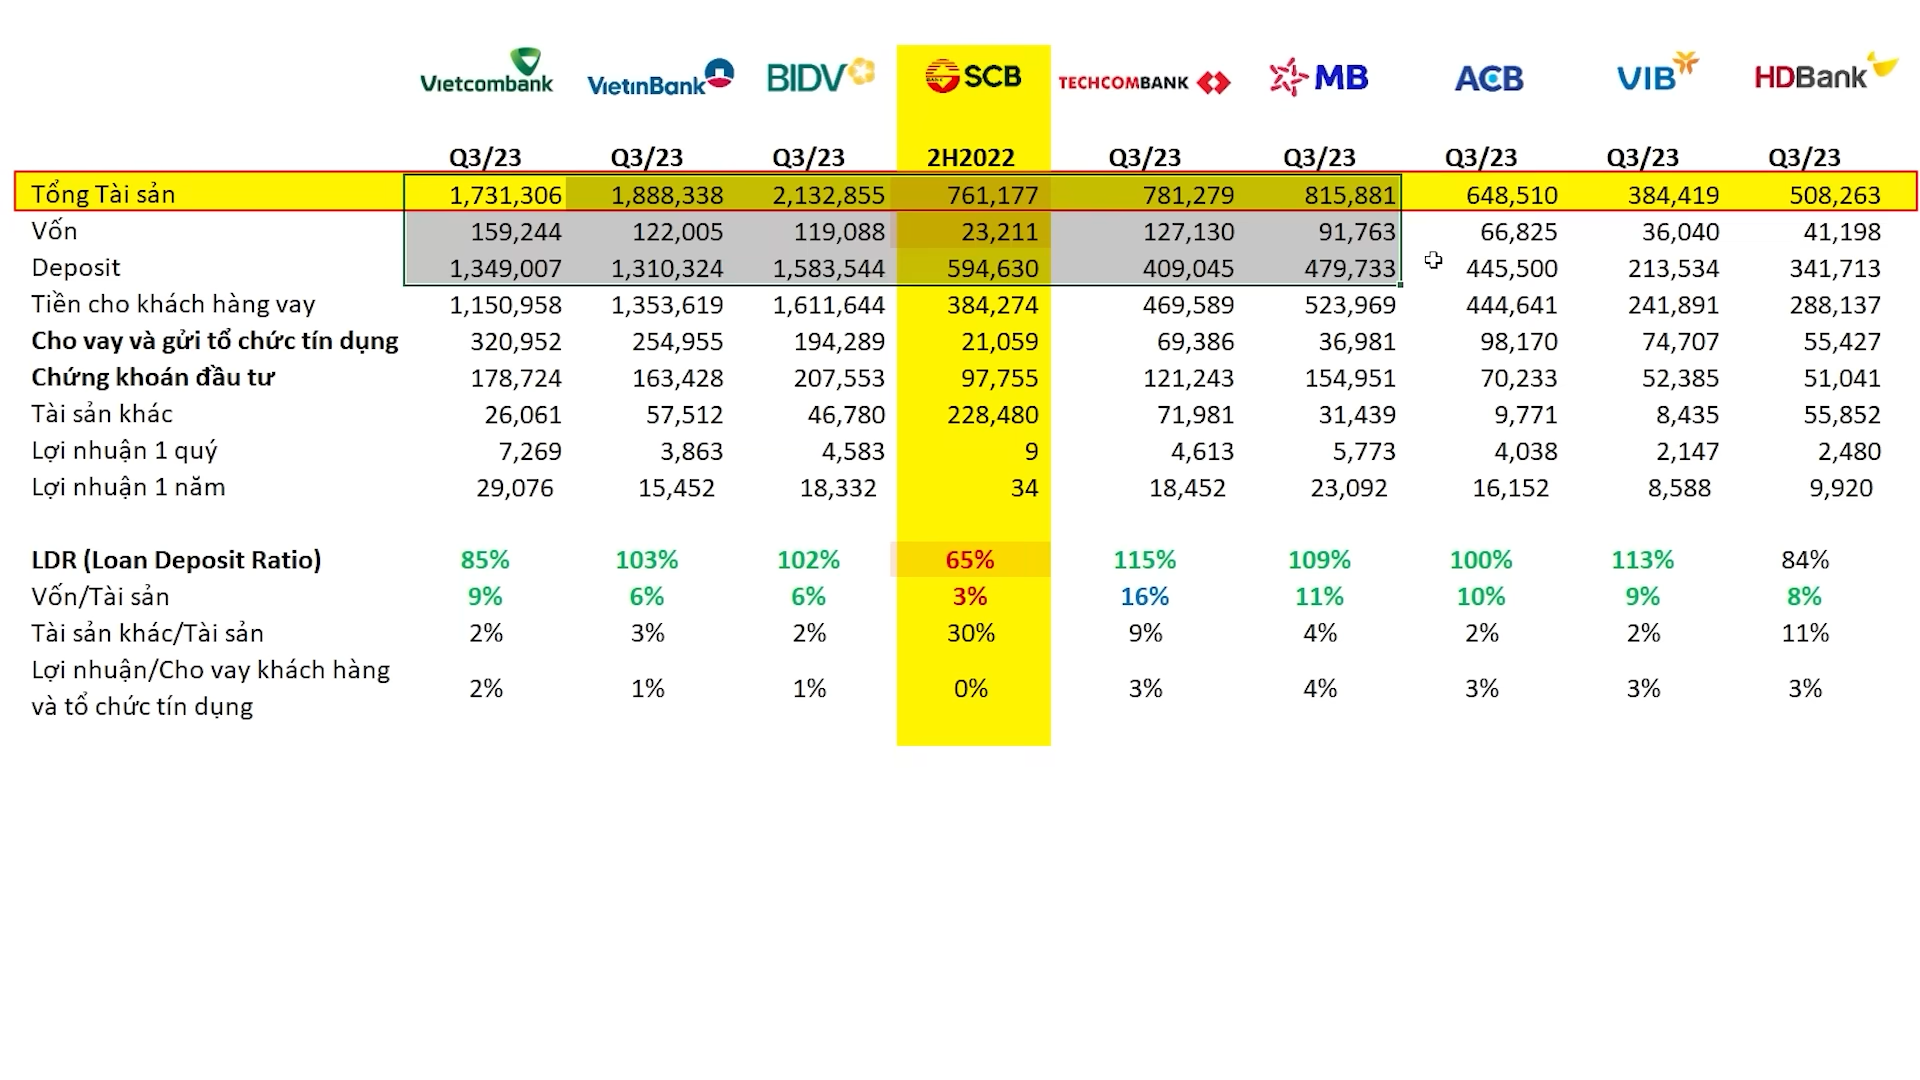 Vietcombank VietinBank BIDV SCB TECHCOMBANK MB ACB VIB HDBank
Q3/23 Q3/23 Q3/23 2H2022 Q3/23 Q3/23 Q3/23 Q3/23 Q3/23
Tổng Tài sản 1,731,306 1,888,338 2,132,855 761,177 781,279 815,881 648,510 384,419 508,263
Vốn 159,244 122,005 119,088 23,211 127,130 91,763 66,825 36,040 41,198
Deposit 1,349,007 1,310,324 1,583,544 594,630 409,045 479,733 445,500 213,534 341,713
Tiền cho khách hàng vay 1,150,958 1,353,619 1,611,644 384,274 469,589 523,969 444,641 241,891 288,137
Cho vay và gửi tổ chức tín dụng 320,952 254,955 194,289 21,059 69,386 36,981 98,170 74,707 55,427
Chứng khoán đầu tư 178,724 163,428 207,553 97,755 121,243 154,951 70,233 52,385 51,041
Tài sản khác 26,061 57,512 46,780 228,480 71,981 31,439 9,771 8,435 55,852
Lợi nhuận 1 quý 7,269 3,863 4,583 9 4,613 5,773 4,038 2,147 2,480
Lợi nhuận 1 năm 29,076 15,452 18,332 34 18,452 23,092 16,152 8,588 9,920
LDR (Loan Deposit Ratio) 85% 103% 102% 65% 115% 109% 100% 113% 84%
Vốn/Tài sản 9% 6% 6% 3% 16% 11% 10% 9% 8%
Tài sản khác/Tài sản 2% 3% 2% 30% 9% 4% 2% 2% 11%
Lợi nhuận/Cho vay khách hàng
và tổ chức tín dụng 2% 1% 1% 0% 3% 4% 3% 3% 3%